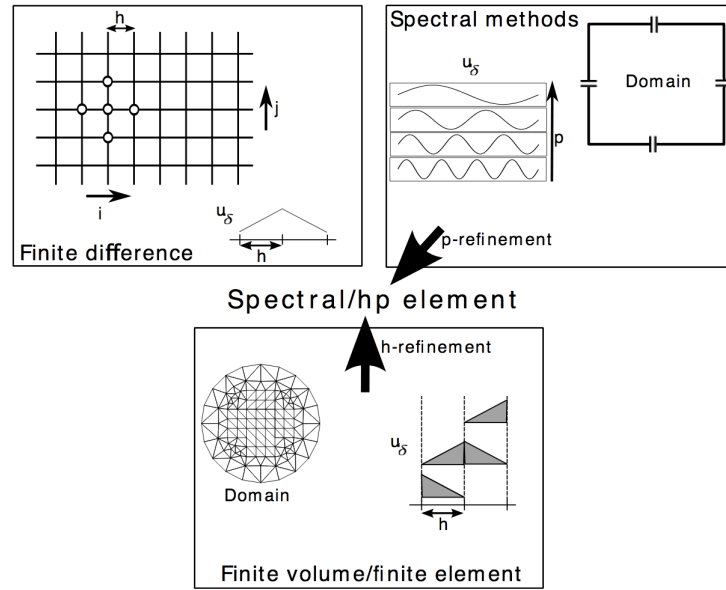 h
j
i
u_δ
h
Finite difference
Spectral methods
u_δ
p
Domain
p-refinement
Spectral/hp element
h-refinement
Domain
u_δ
h
Finite volume/finite element